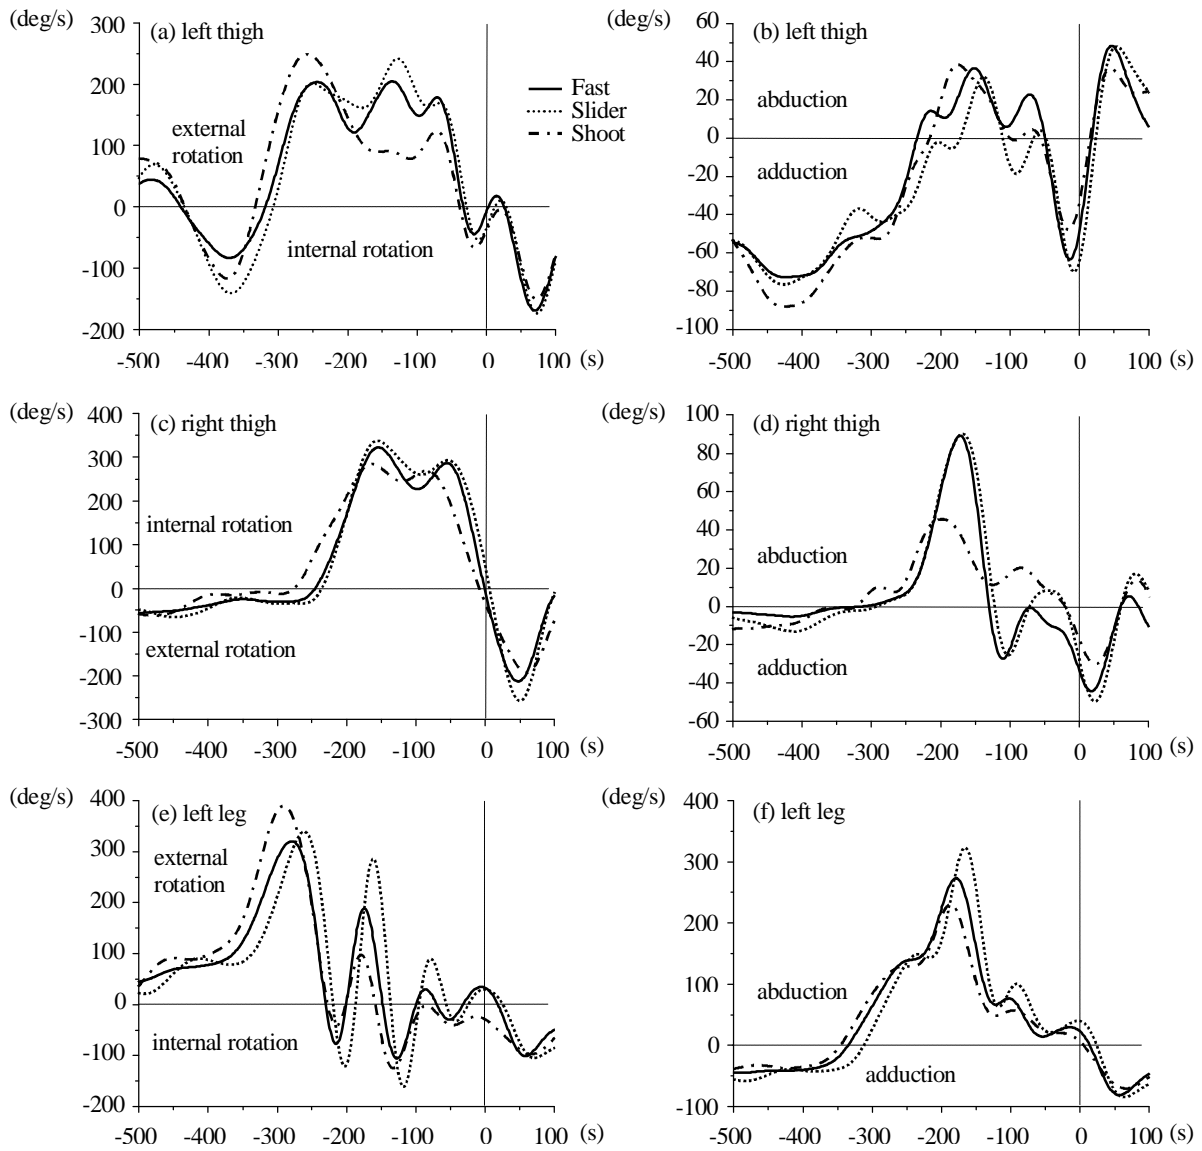 (deg/s)
300
200
100
0
-100
-200
(a) left thigh
external
rotation
internal rotation
-500 -400 -300 -200 -100 0 100 (s)
Fast
Slider
Shoot
(deg/s)
60
40
20
0
-20
-40
-60
-80
-100
(b) left thigh
abduction
adduction
-500 -400 -300 -200 -100 0 100 (s)
(deg/s)
400
300
200
100
0
-100
-200
-300
(c) right thigh
internal rotation
external rotation
-500 -400 -300 -200 -100 0 100 (s)
(deg/s)
100
80
60
40
20
0
-20
-40
-60
(d) right thigh
abduction
adduction
-500 -400 -300 -200 -100 0 100 (s)
(deg/s)
400
300
200
100
0
-100
-200
(e) left leg
external
rotation
internal rotation
-500 -400 -300 -200 -100 0 100 (s)
(deg/s)
400
300
200
100
0
-100
(f) left leg
abduction
adduction
-500 -400 -300 -200 -100 0 100 (s)